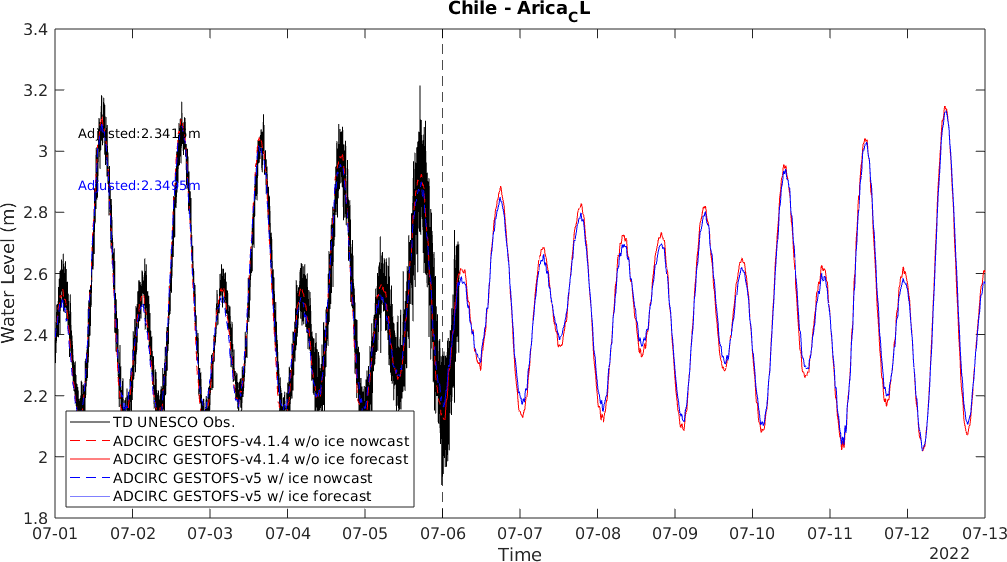 Chile - Arica_CL
3.4
3.2
3
2.8
2.6
2.4
2.2
2
1.8
Water Level (m)
Adjusted:2.3495m
TD UNESCO Obs.
ADCIRC GESTOFS-v4.1.4 w/o ice nowcast
ADCIRC GESTOFS-v4.1.4 w/o ice forecast
ADCIRC GESTOFS-v5 w/ ice nowcast
ADCIRC GESTOFS-v5 w/ ice forecast
07-01 07-02 07-03 07-04 07-05 07-06 07-07 07-08 07-09 07-10 07-11 07-12 07-13
Time
2022